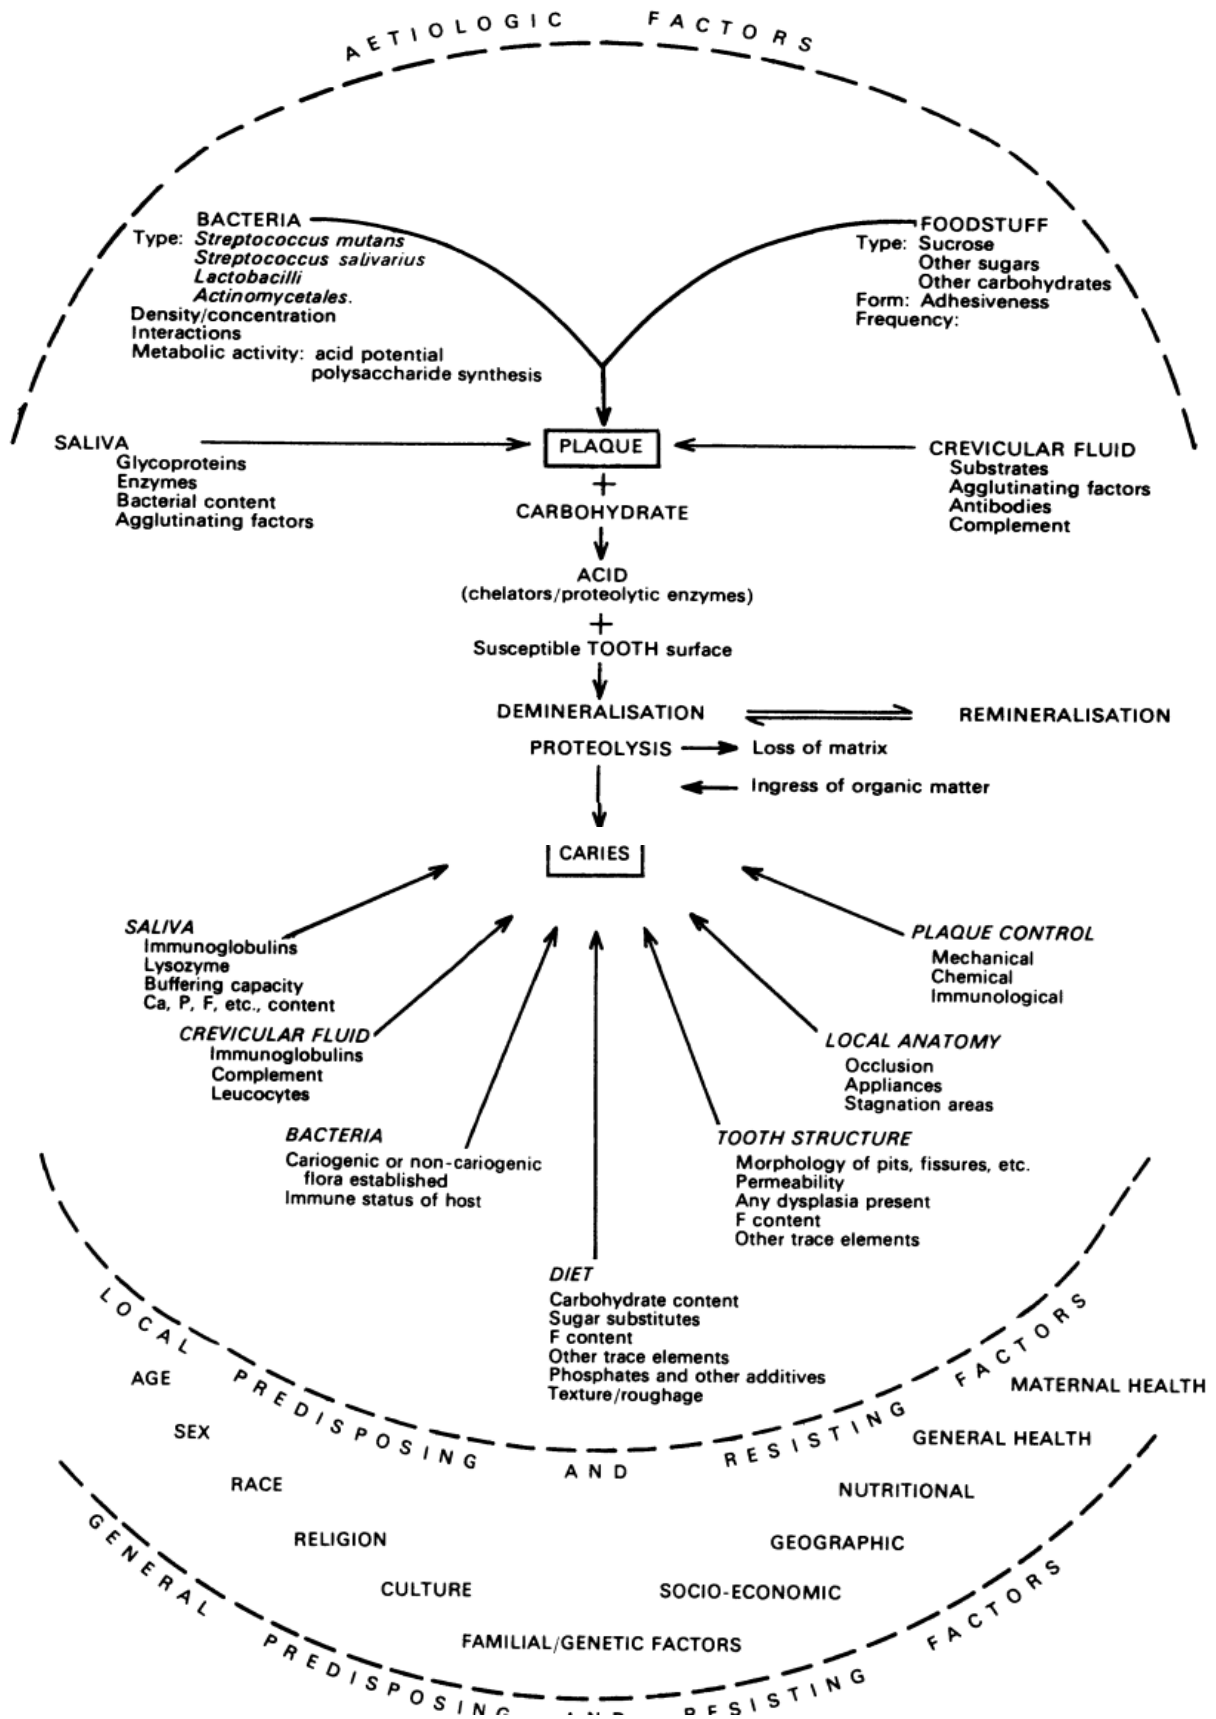 AETIOLOGIC FACTORS
BACTERIA
Type: Streptococcus mutans
Streptococcus salivarius
Lactobacilli
Actinomycetales.
Density/concentration
Interactions
Metabolic activity: acid potential
polysaccharide synthesis
FOODSTUFF
Type: Sucrose
Other sugars
Other carbohydrates
Form: Adhesiveness
Frequency:
SALIVA
Glycoproteins
Enzymes
Bacterial content
Agglutinating factors
PLAQUE
CREVICULAR FLUID
Substrates
Agglutinating factors
Antibodies
Complement
+
CARBOHYDRATE
ACID
(chelators/proteolytic enzymes)
+
Susceptible TOOTH surface
DEMINERALISATION
REMINERALISATION
PROTEOLYSIS
Loss of matrix
Ingress of organic matter
CARIES
SALIVA
Immunoglobulins
Lysozyme
Buffering capacity
Ca, P, F, etc., content
CREVICULAR FLUID
Immunoglobulins
Complement
Leucocytes
BACTERIA
Cariogenic or non-cariogenic
flora established
Immune status of host
DIET
Carbohydrate content
Sugar substitutes
F content
Other trace elements
Phosphates and other additives
Texture/roughage
TOOTH STRUCTURE
Morphology of pits, fissures, etc.
Permeability
Any dysplasia present
F content
Other trace elements
LOCAL ANATOMY
Occlusion
Appliances
Stagnation areas
PLAQUE CONTROL
Mechanical
Chemical
Immunological
LOCAL PREDISPOSING AND RESISTING FACTORS
AGE
SEX
RACE
RELIGION
CULTURE
FAMILIAL/GENETIC FACTORS
SOCIO-ECONOMIC
GEOGRAPHIC
NUTRITIONAL
GENERAL HEALTH
MATERNAL HEALTH
GENERAL PREDISPOSING AND RESISTING FACTORS